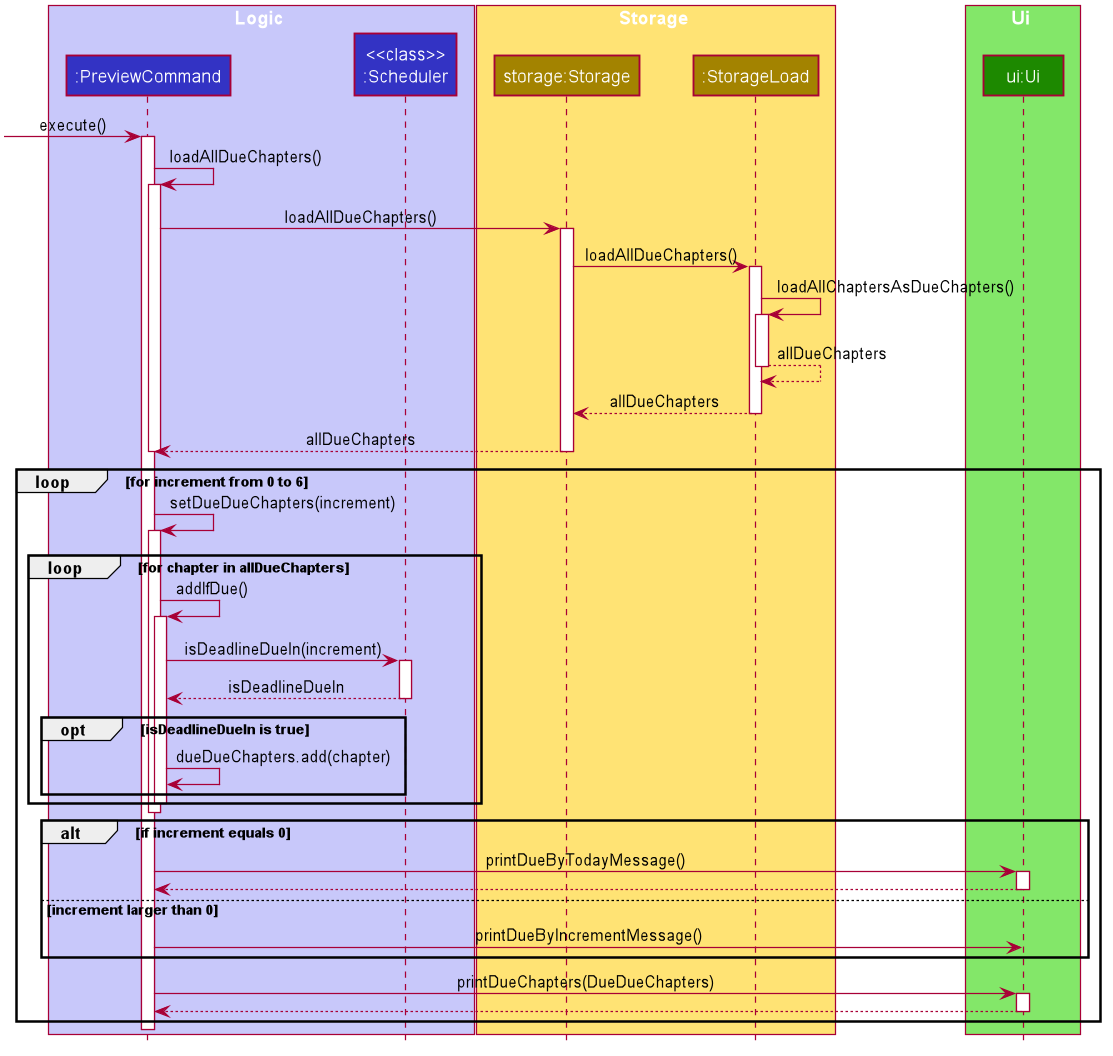 Logic
Storage
Ui
<<class>>
:PreviewCommand
:Scheduler
storage:Storage
:StorageLoad
ui:Ui
execute()
loadAllDueChapters()
loadAllDueChapters()
loadAllDueChapters()
loadAllChaptersAsDueChapters()
allDueChapters
allDueChapters
allDueChapters
loop [for increment from 0 to 6]
setDueDueChapters(increment)
loop [for chapter in allDueChapters]
addIfDue()
isDeadlineDueIn(increment)
isDeadlineDueIn
opt [isDeadlineDueIn is true]
dueDueChapters.add(chapter)
alt [if increment equals 0]
printDueByTodayMessage()
[increment larger than 0]
printDueByIncrementMessage()
printDueChapters(DueDueChapters)